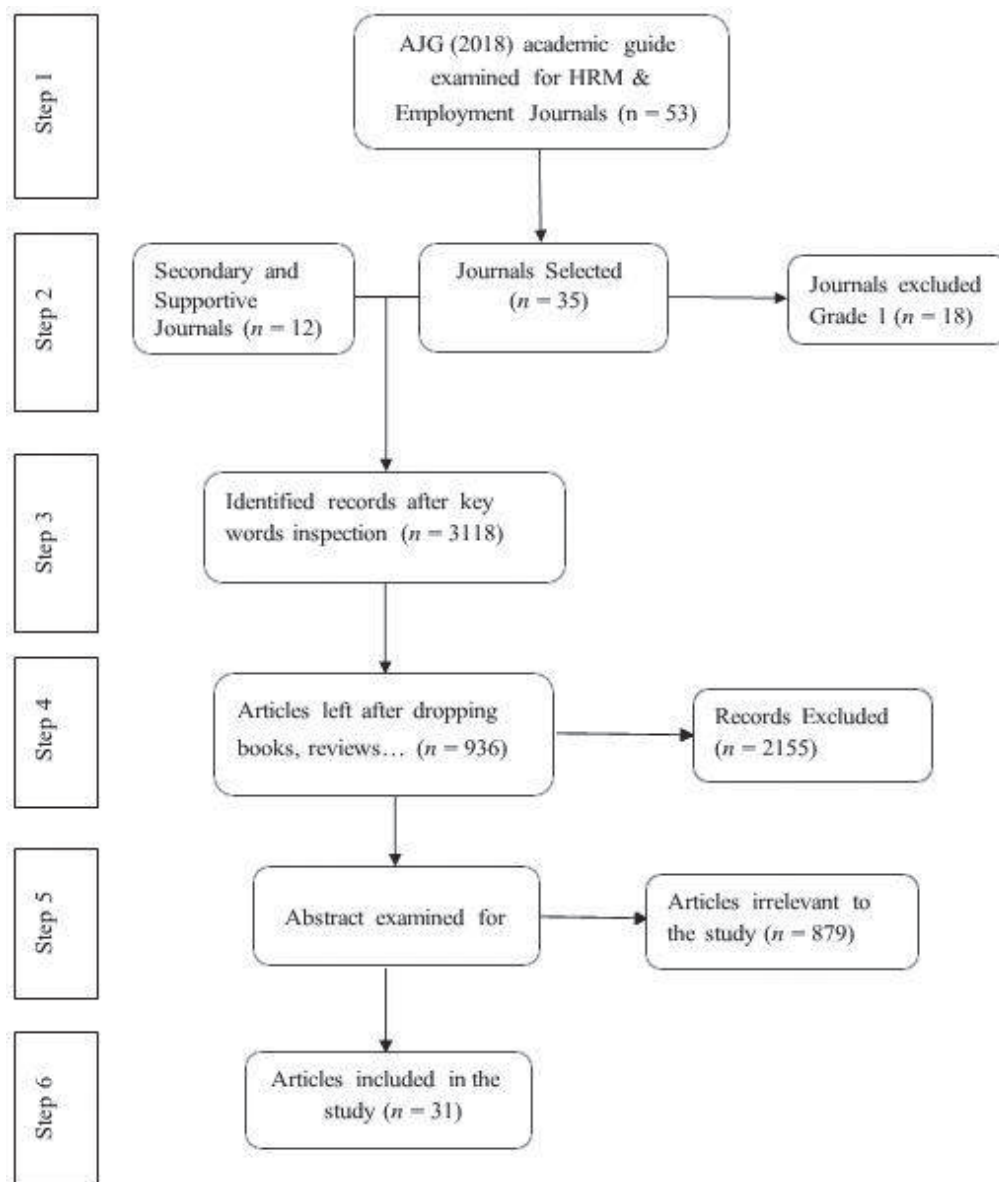 Step 1
AJG (2018) academic guide
examined for HRM &
Employment Journals (n = 53)
Step 2
Secondary and
Supportive
Journals (n = 12)
Journals Selected
(n = 35)
Journals excluded
Grade 1 (n = 18)
Step 3
Identified records after key
words inspection (n = 3118)
Step 4
Articles left after dropping
books, reviews… (n = 936)
Records Excluded
(n = 2155)
Step 5
Abstract examined for
Articles irrelevant to
the study (n = 879)
Step 6
Articles included in the
study (n = 31)